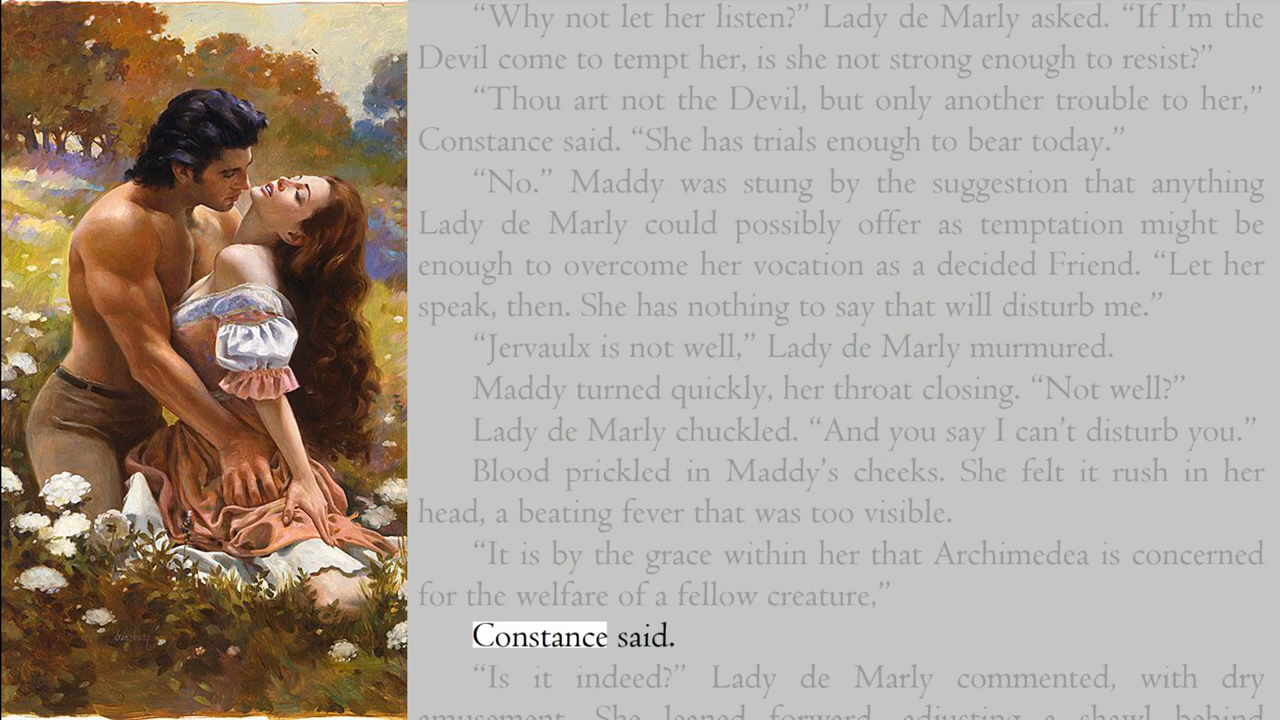 “Why not let her listen?” Lady de Marly asked. “If I’m the
Devil come to tempt her, is she not strong enough to resist?”
“Thou art not the Devil, but only another trouble to her,”
Constance said. “She has trials enough to bear today.”
“No.” Maddy was stung by the suggestion that anything
Lady de Marly could possibly offer as temptation might be
enough to overcome her vocation as a decided Friend. “Let her
speak, then. She has nothing to say that will disturb me.”
“Jervaulx is not well,” Lady de Marly murmured.
Maddy turned quickly, her throat closing. “Not well?”
Lady de Marly chuckled. “And you say I can’t disturb you.”
Blood prickled in Maddy’s cheeks. She felt it rush in her
head, a beating fever that was too visible.
“It is by the grace within her that Archimedea is concerned
for the welfare of a fellow creature,”
Constance said.
“Is it indeed?” Lady de Marly commented, with dry
amusement. She leaned forward, adjusting a shawl behind